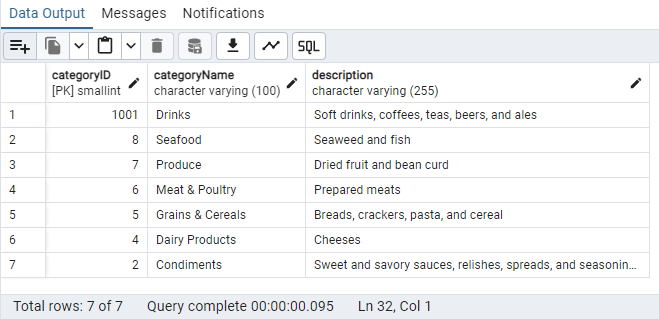 Data Output Messages Notifications
SQL
categoryID categoryName description
[PK] smallint character varying (100) character varying (255)
1 1001 Drinks Soft drinks, coffees, teas, beers, and ales
2 8 Seafood Seaweed and fish
3 7 Produce Dried fruit and bean curd
4 6 Meat & Poultry Prepared meats
5 5 Grains & Cereals Breads, crackers, pasta, and cereal
6 4 Dairy Products Cheeses
7 2 Condiments Sweet and savory sauces, relishes, spreads, and seasonin...
Total rows: 7 of 7 Query complete 00:00:00.095 Ln 32, Col 1